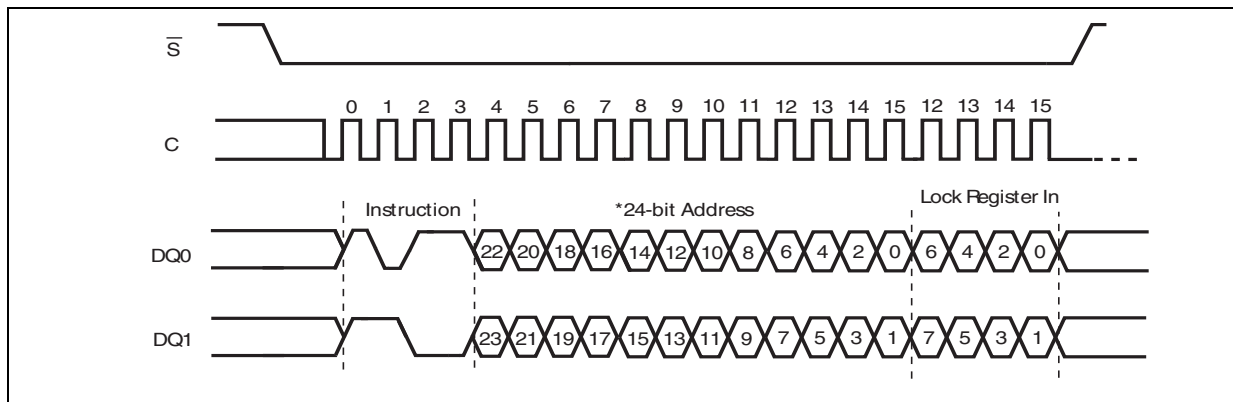 S
0 1 2 3 4 5 6 7 8 9 10 11 12 13 14 15 12 13 14 15
C
Instruction *24-bit Address Lock Register In
DQ0 22 20 18 16 14 12 10 8 6 4 2 0 6 4 2 0
DQ1 23 21 19 17 15 13 11 9 7 5 3 1 7 5 3 1